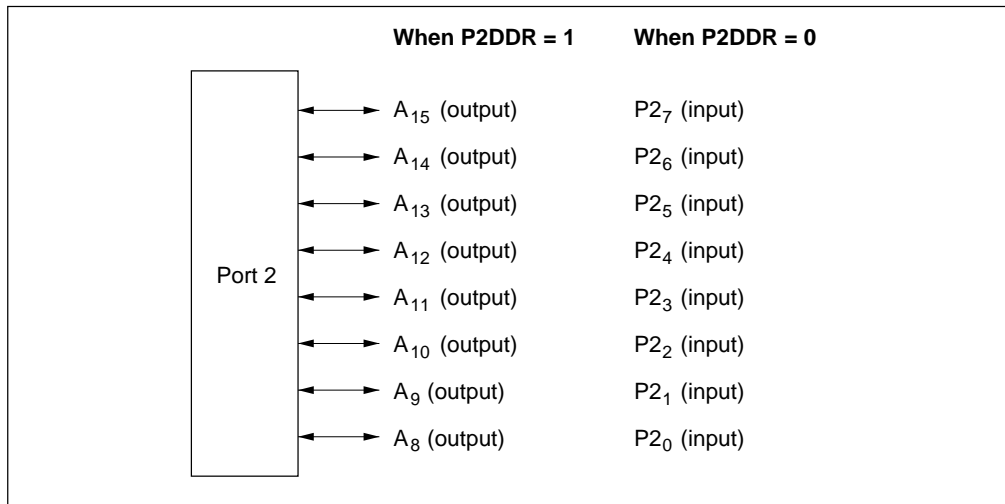 When P2DDR = 1 When P2DDR = 0
A15 (output) P27 (input)
A14 (output) P26 (input)
A13 (output) P25 (input)
A12 (output) P24 (input)
Port 2
A11 (output) P23 (input)
A10 (output) P22 (input)
A9 (output) P21 (input)
A8 (output) P20 (input)